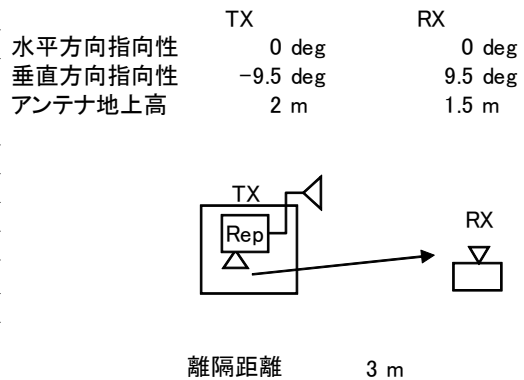 TX RX
水平方向指向性 0 deg 0 deg
垂直方向指向性 -9.5 deg 9.5 deg
アンテナ地上高 2 m 1.5 m
TX
Rep
RX
離隔距離 3 m